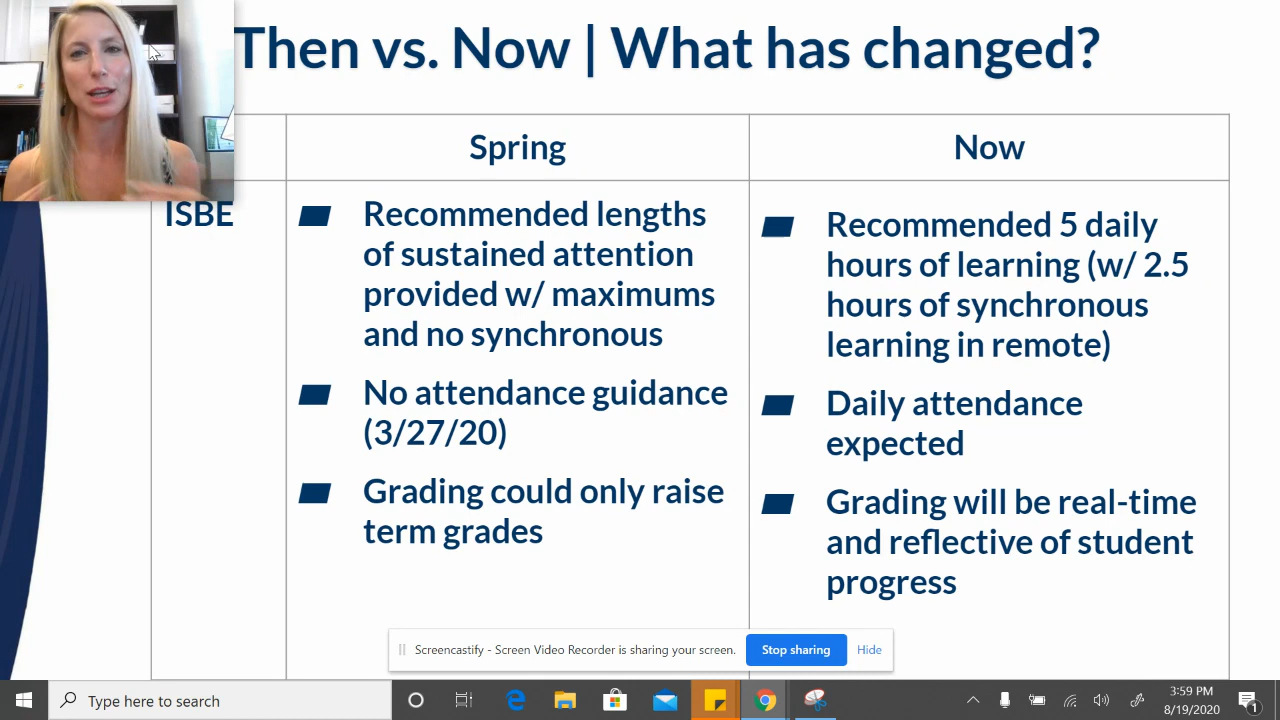 Then vs. Now | What has changed?
Spring
Now
ISBE
Recommended lengths
of sustained attention
provided w/ maximums
and no synchronous
No attendance guidance
(3/27/20)
Grading could only raise
term grades
Recommended 5 daily
hours of learning (w/ 2.5
hours of synchronous
learning in remote)
Daily attendance
expected
Grading will be real-time
and reflective of student
progress
Screencastify - Screen Video Recorder is sharing your screen.
Stop sharing
Hide
Type here to search
3:59 PM
8/19/2020
1